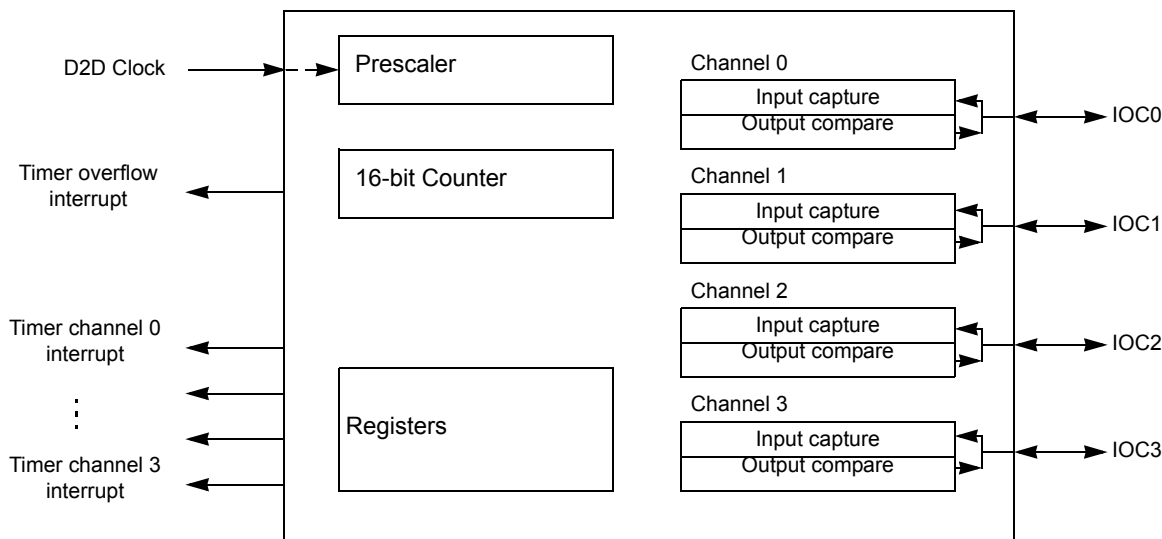 D2D Clock
Prescaler
Channel 0
Input capture
Output compare
IOC0
Timer overflow
interrupt
16-bit Counter
Channel 1
Input capture
Output compare
IOC1
Timer channel 0
interrupt
Channel 2
Input capture
Output compare
IOC2
Registers
Channel 3
Input capture
Output compare
IOC3
Timer channel 3
interrupt